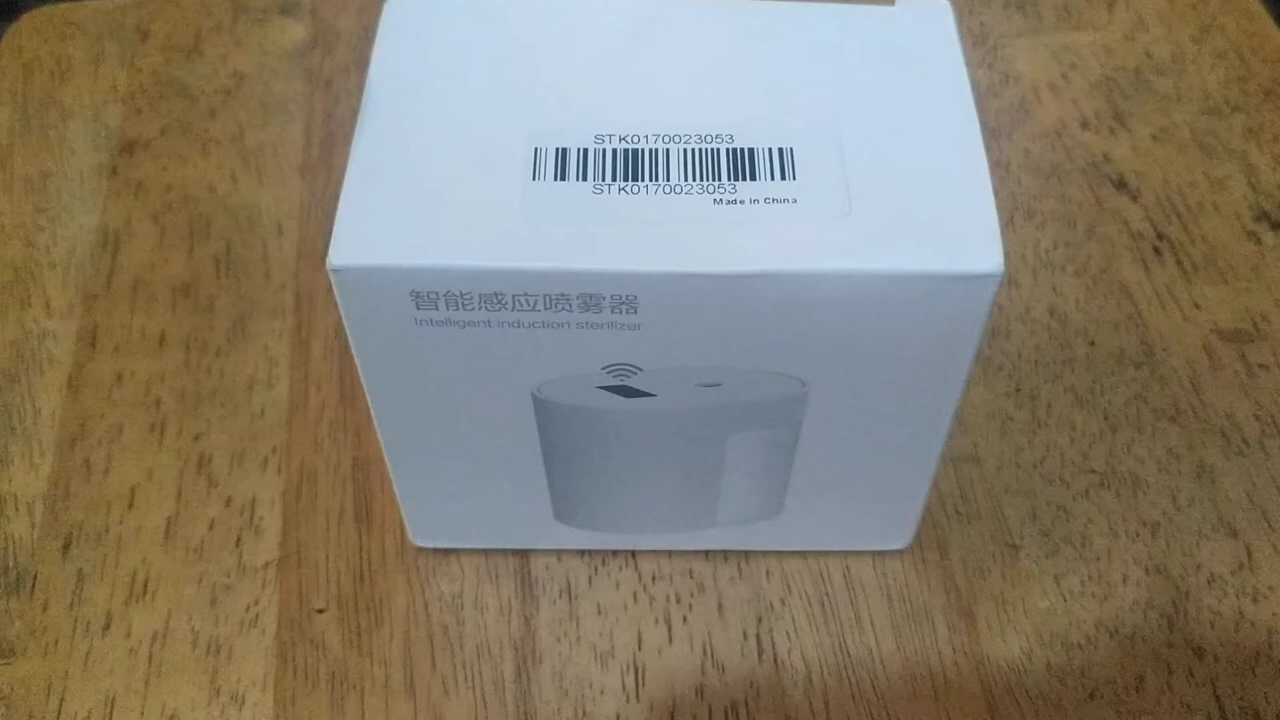 STK0170023053
STK0170023053
Made In China
智能感应喷雾器
Intelligent induction sterilizer